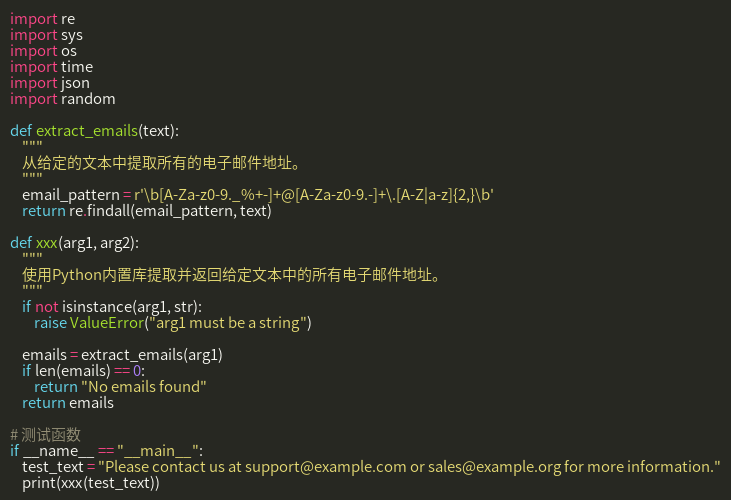 import re
import sys
import os
import time
import json
import random
def extract_emails(text):
"""
从给定的文本中提取所有的电子邮件地址。
"""
email_pattern = r'\b[A-Za-z0-9._%+-]+@[A-Za-z0-9.-]+\.[A-Z|a-z]{2,}\b'
return re.findall(email_pattern, text)
def xxx(arg1, arg2):
"""
使用Python内置库提取并返回给定文本中的所有电子邮件地址。
"""
if not isinstance(arg1, str):
raise ValueError("arg1 must be a string")
emails = extract_emails(arg1)
if len(emails) == 0:
return "No emails found"
return emails
# 测试函数
if __name__ == "__main__":
test_text = "Please contact us at support@example.com or sales@example.org for more information."
print(xxx(test_text))